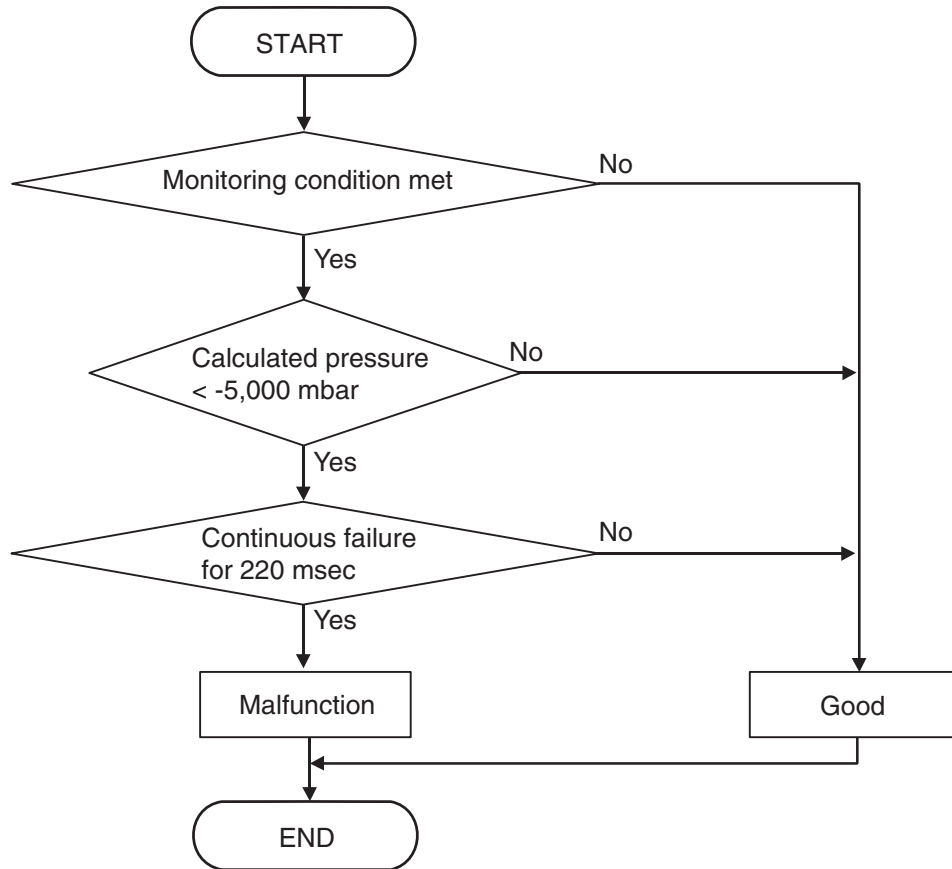 START
Monitoring condition met
No
Yes
Calculated pressure
< -5,000 mbar
No
Yes
Continuous failure
for 220 msec
No
Yes
Malfunction
Good
END